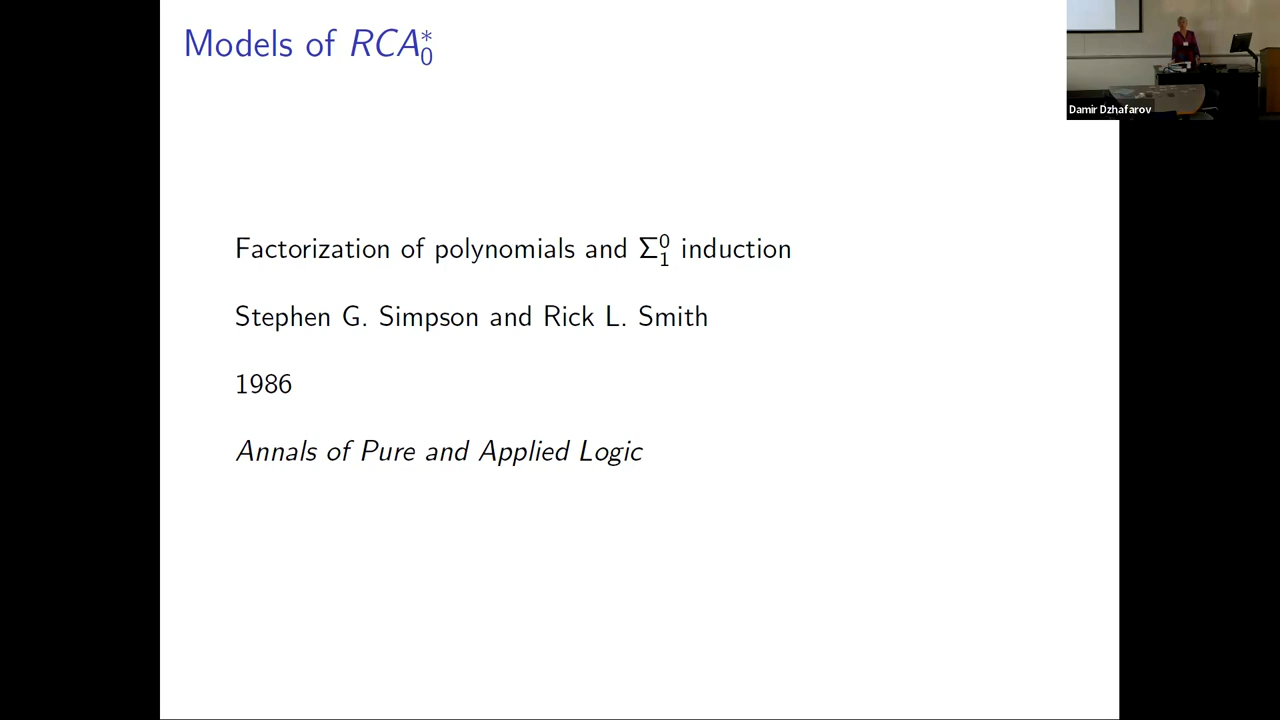 Models of RCA₀*
Damir Dzhafarov
Factorization of polynomials and Σ⁰₁ induction
Stephen G. Simpson and Rick L. Smith
1986
Annals of Pure and Applied Logic